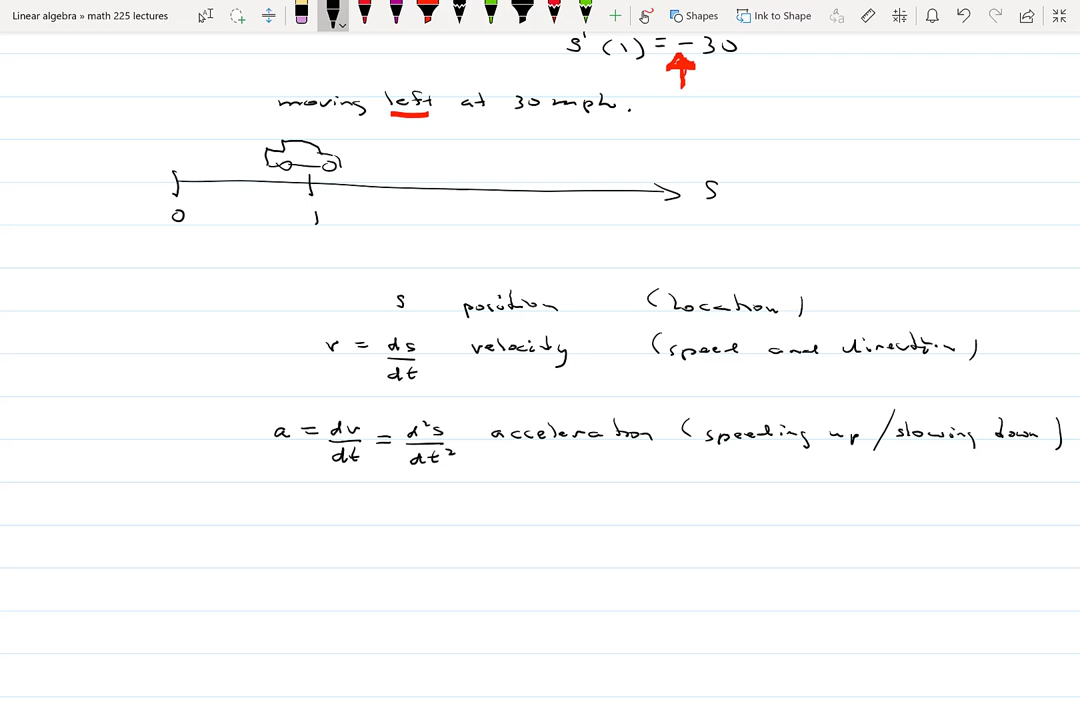 Linear algebra » math 225 lectures
Shapes
Ink to Shape
s'(1) = -30
moving left at 30 mph.
S
0 1
s position (location)
v = ds/dt velocity (speed and direction)
a = dv/dt = d²s/dt² acceleration (speeding up/slowing down)